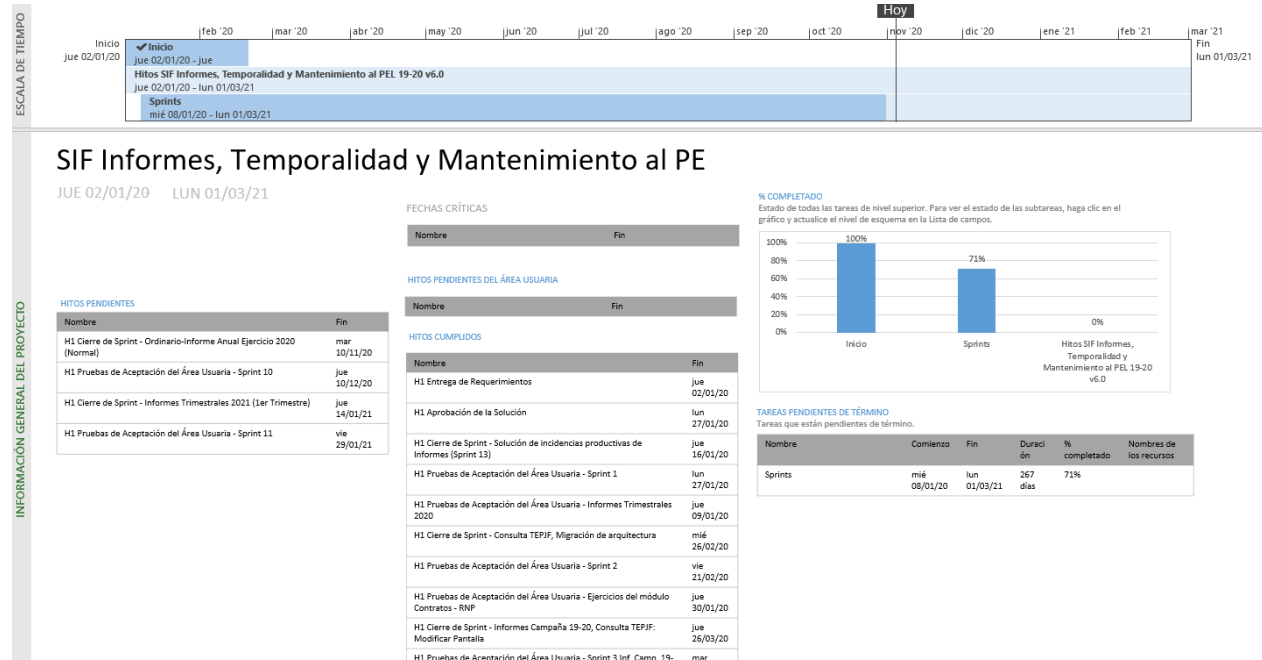 ESCALA DE TIEMPO
Hoy
feb '20 mar '20 abr '20 may '20 jun '20 jul '20 ago '20 sep '20 oct '20 nov '20 dic '20 ene '21 feb '21 mar '21
Inicio
jue 02/01/20
Inicio
jue 02/01/20 - jue
Hitos SIF Informes, Temporalidad y Mantenimiento al PEL 19-20 v6.0
jue 02/01/20 - lun 01/03/21
Sprints
mié 08/01/20 - lun 01/03/21
Fin
lun 01/03/21
INFORMACIÓN GENERAL DEL PROYECTO
SIF Informes, Temporalidad y Mantenimiento al PE
JUE 02/01/20 LUN 01/03/21
HITOS PENDIENTES
Nombre Fin
H1 Cierre de Sprint - Ordinario-Informe Anual Ejercicio 2020 mar
(Normal) 10/11/20
H1 Pruebas de Aceptación del Área Usuaria - Sprint 10 jue
10/12/20
H1 Cierre de Sprint - Informes Trimestrales 2021 (1er Trimestre) jue
14/01/21
H1 Pruebas de Aceptación del Área Usuaria - Sprint 11 vie
29/01/21
FECHAS CRÍTICAS
Nombre Fin
HITOS PENDIENTES DEL ÁREA USUARIA
Nombre Fin
HITOS CUMPLIDOS
Nombre Fin
H1 Entrega de Requerimientos jue
02/01/20
H1 Aprobación de la Solución lun
27/01/20
H1 Cierre de Sprint - Solución de incidencias productivas de jue
Informes (Sprint 13) 16/01/20
H1 Pruebas de Aceptación del Área Usuaria - Sprint 1 lun
27/01/20
H1 Pruebas de Aceptación del Área Usuaria - Informes Trimestrales jue
2020 09/01/20
H1 Cierre de Sprint - Consulta TEPJF, Migración de arquitectura mié
26/02/20
H1 Pruebas de Aceptación del Área Usuaria - Sprint 2 vie
21/02/20
H1 Pruebas de Aceptación del Área Usuaria - Ejercicios del módulo jue
Contratos - RNP 30/01/20
H1 Cierre de Sprint - Informes Campaña 19-20, Consulta TEPJF: jue
Modificar Pantalla 26/03/20
H1 Pruebas de Aceptación del Área Usuaria - Sprint 3 Inf. Camp. 19- mar
% COMPLETADO
Estado de todas las tareas de nivel superior. Para ver el estado de las subtareas, haga clic en el
gráfico y actualice el nivel de esquema en la Lista de campos.
100%
80%
60%
40%
20%
0%
100%
71%
0%
Inicio
Sprints
Hitos SIF Informes,
Temporalidad y
Mantenimiento al PEL 19-20
v6.0
TAREAS PENDIENTES DE TÉRMINO
Tareas que están pendientes de término.
Nombre Comienzo Fin Duraci % Nombres de
ón completado los recursos
Sprints mié lun 267 71%
08/01/20 01/03/21 días